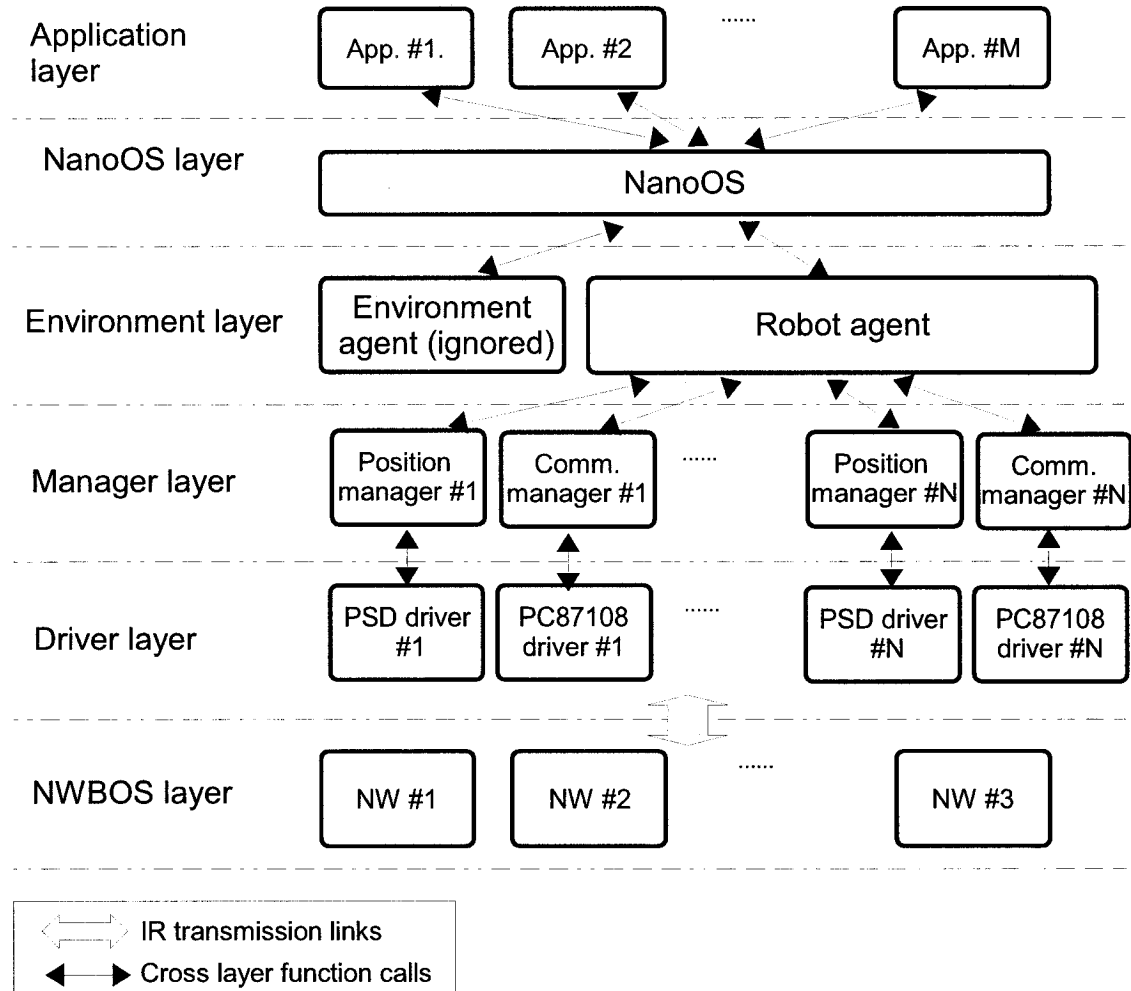 Application
layer
App. #1.
App. #2
......
App. #M
NanoOS layer
NanoOS
Environment layer
Environment
agent (ignored)
Robot agent
Manager layer
Position
manager #1
Comm.
manager #1
......
Position
manager #N
Comm.
manager #N
Driver layer
PSD driver
#1
PC87108
driver #1
......
PSD driver
#N
PC87108
driver #N
NWBOS layer
NW #1
NW #2
......
NW #3
IR transmission links
Cross layer function calls